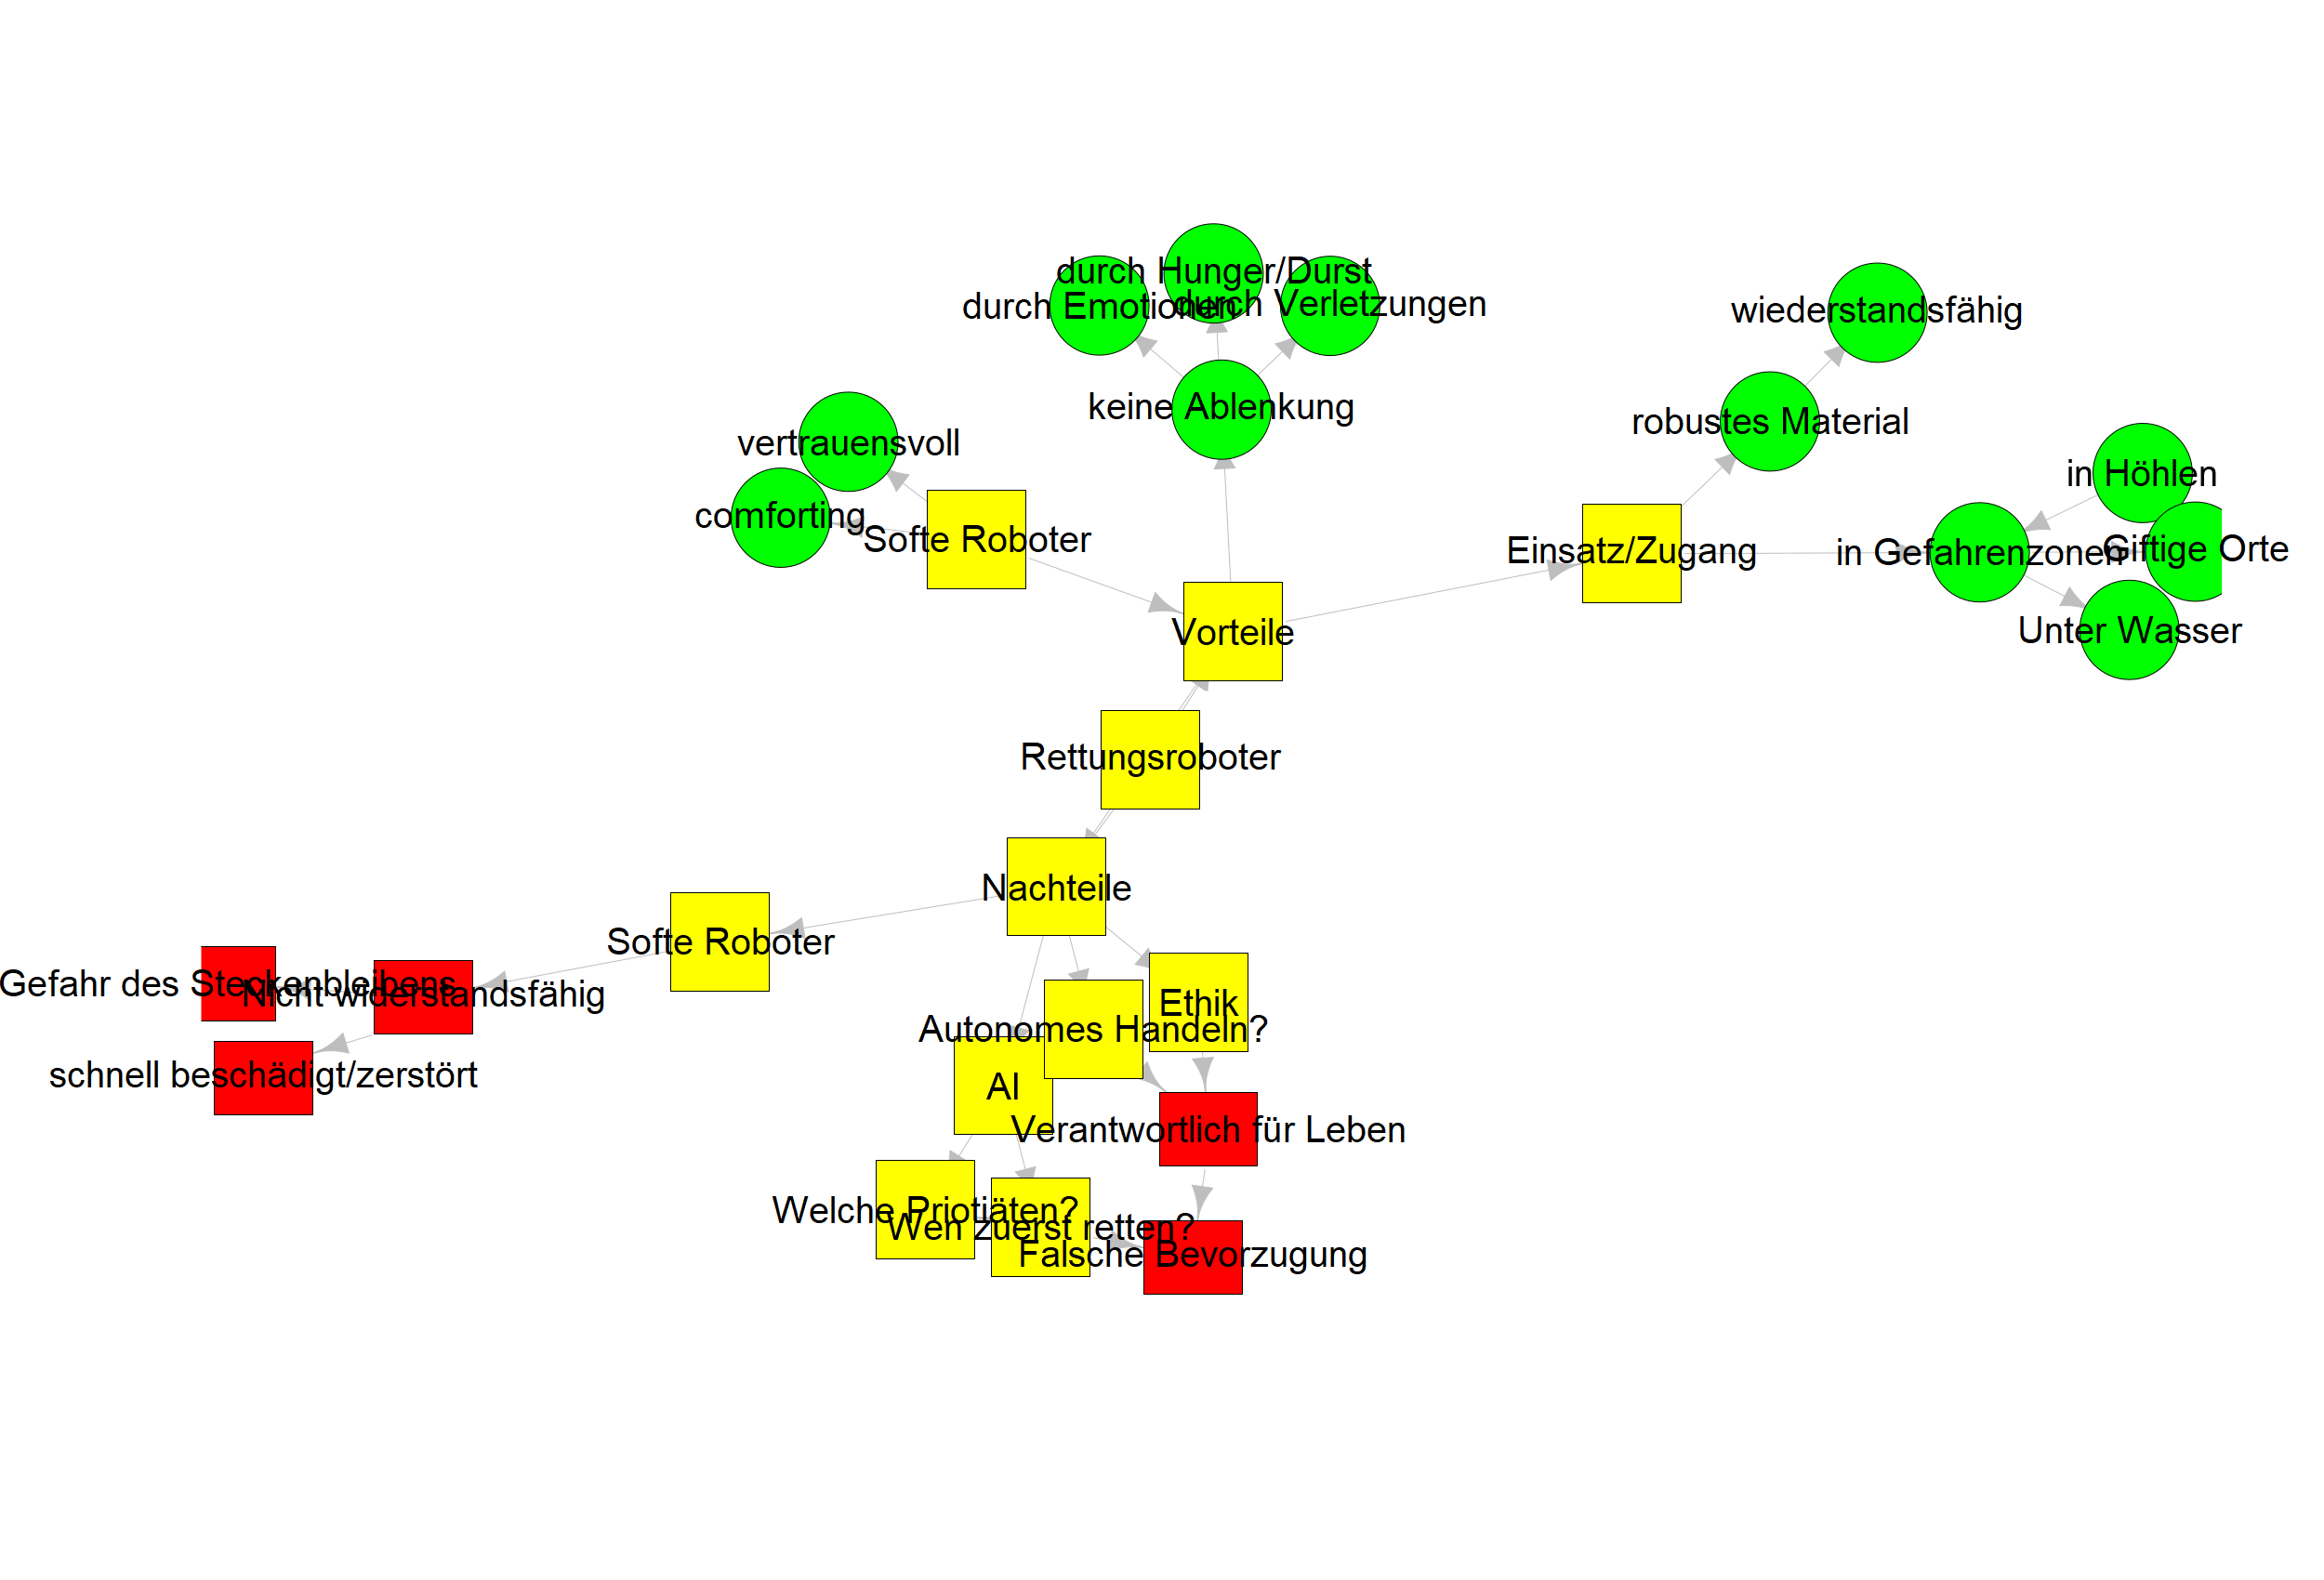 durch Hunger/Durst
durch Emotionen
durch Verletzungen
wiederstandsfähig
keine Ablenkung
robustes Material
vertrauensvoll
in Höhlen
comforting
Softe Roboter
Einsatz/Zugang
in Gefahrenzonen
Giftige Orte
Vorteile
Unter Wasser
Rettungsroboter
Nachteile
Softe Roboter
Gefahr des Steckenbleibens
Nicht widerstandsfähig
Ethik
Autonomes Handeln?
schnell beschädigt/zerstört
AI
Verantwortlich für Leben
Welche Priotiäten?
Wen zuerst retten?
Falsche Bevorzugung